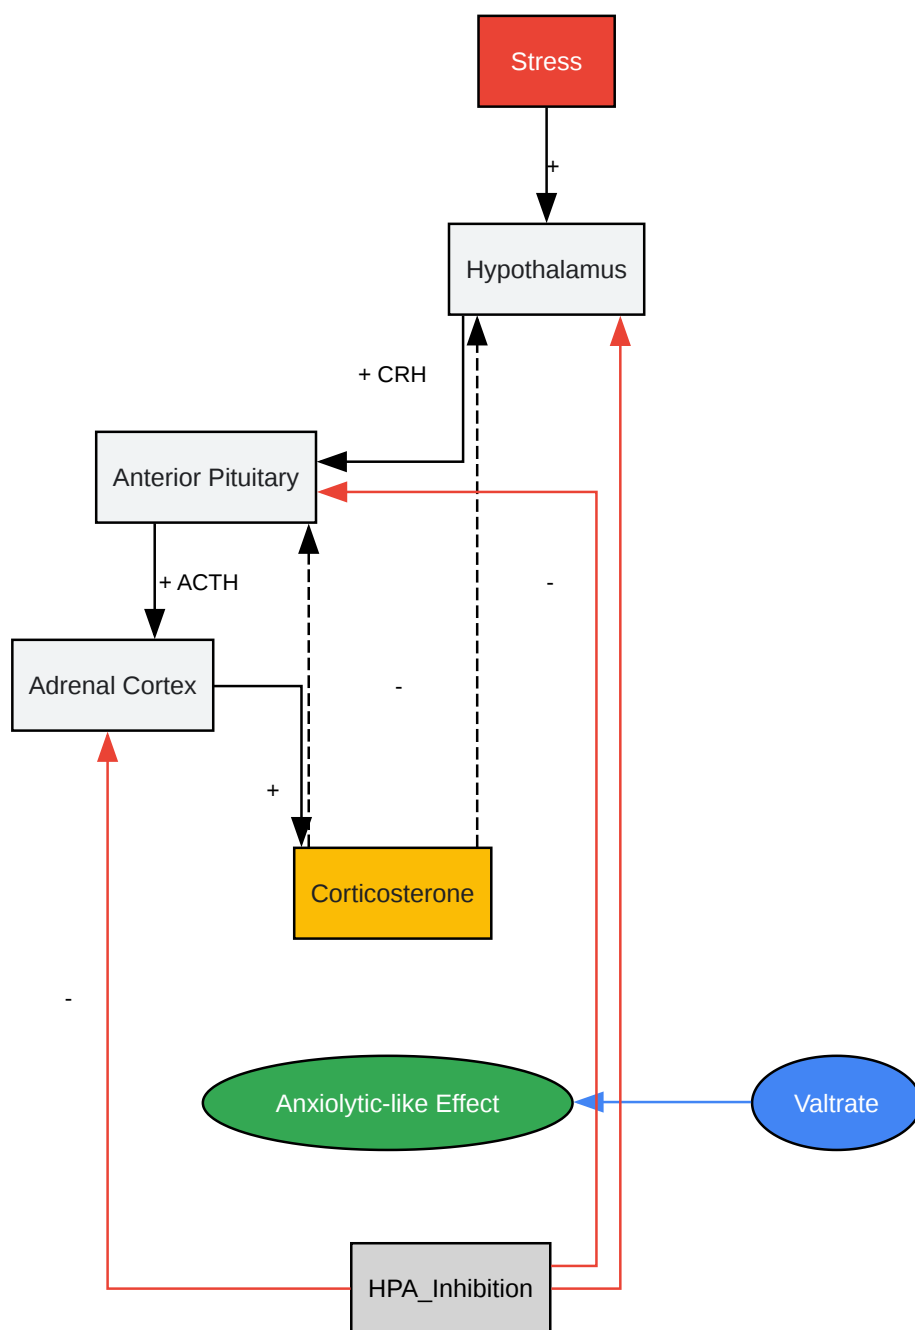 Stress
+
Hypothalamus
+ CRH
Anterior Pituitary
+ ACTH
-
Adrenal Cortex
-
+
Corticosterone
-
Anxiolytic-like Effect
Valtrate
HPA_Inhibition